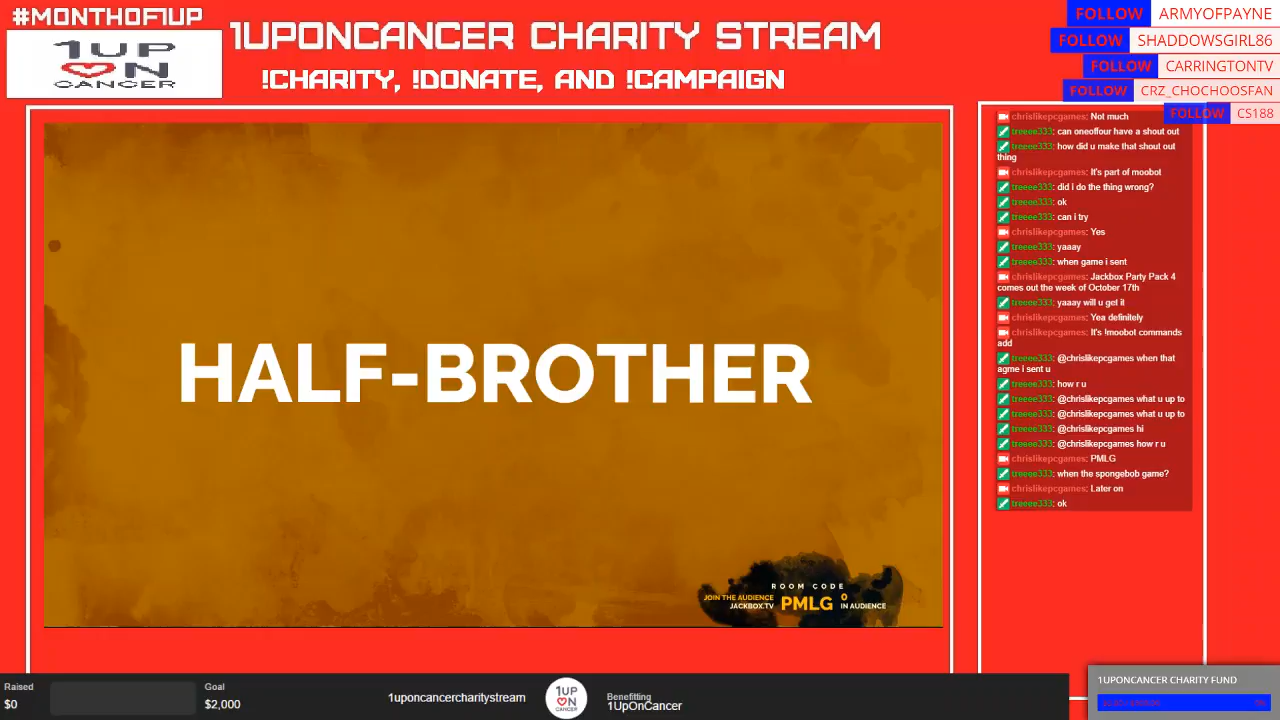 #MONTHOF1UP
1UP
ON
CANCER
1UPONCANCER CHARITY STREAM
!CHARITY, !DONATE, AND !CAMPAIGN
FOLLOW ARMYOFPAYNE
FOLLOW SHADDOWSGIRL86
FOLLOW CARRINGTONTV
FOLLOW CRZ_CHOCHOOSFAN
FOLLOW CS188
chrislikepcgames: Not much
treeee333: can oneoffour have a shout out
treeee333: how did u make that shout out
thing
chrislikepcgames: It's part of moobot
treeee333: did i do the thing wrong?
treeee333: ok
treeee333: can i try
chrislikepcgames: Yes
treeee333: yaaay
treeee333: when game i sent
chrislikepcgames: Jackbox Party Pack 4
comes out the week of October 17th
treeee333: yaaay will u get it
chrislikepcgames: Yea definitely
chrislikepcgames: It's !moobot commands
add
treeee333: @chrislikepcgames when that
agme i sent u
treeee333: how r u
treeee333: @chrislikepcgames what u up to
treeee333: @chrislikepcgames what u up to
treeee333: @chrislikepcgames hi
treeee333: @chrislikepcgames how r u
chrislikepcgames: PMLG
treeee333: when the spongebob game?
chrislikepcgames: Later on
treeee333: ok
HALF-BROTHER
ROOM CODE
JOIN THE AUDIENCE
JACKBOX.TV
PMLG
0
IN AUDIENCE
Raised
$0
Goal
$2,000
1uponcancercharitystream
1UP
ON
CANCER
Benefitting
1UpOnCancer
1UPONCANCER CHARITY FUND